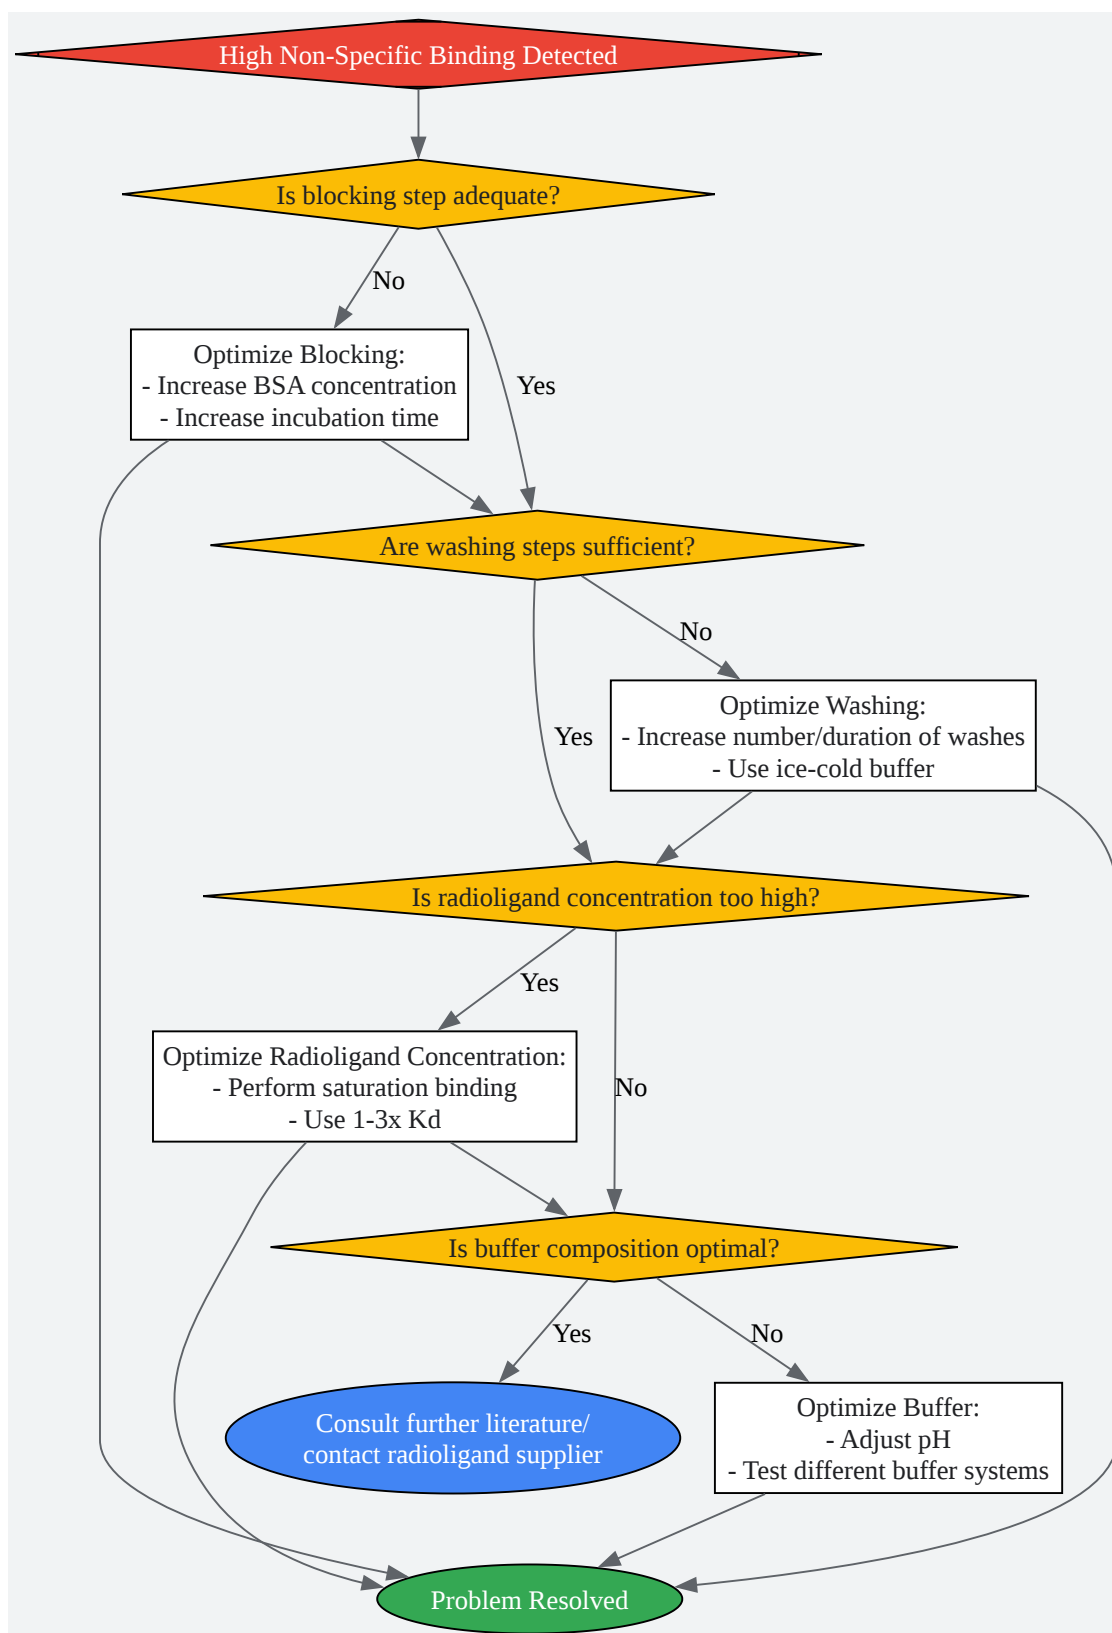 High Non-Specific Binding Detected
Is blocking step adequate?
No
Optimize Blocking:
- Increase BSA concentration
- Increase incubation time
Yes
Are washing steps sufficient?
No
Optimize Washing:
- Increase number/duration of washes
- Use ice-cold buffer
Yes
Is radioligand concentration too high?
Yes
Optimize Radioligand Concentration:
- Perform saturation binding
- Use 1-3x Kd
No
Is buffer composition optimal?
Yes
No
Consult further literature/
contact radioligand supplier
Optimize Buffer:
- Adjust pH
- Test different buffer systems
Problem Resolved